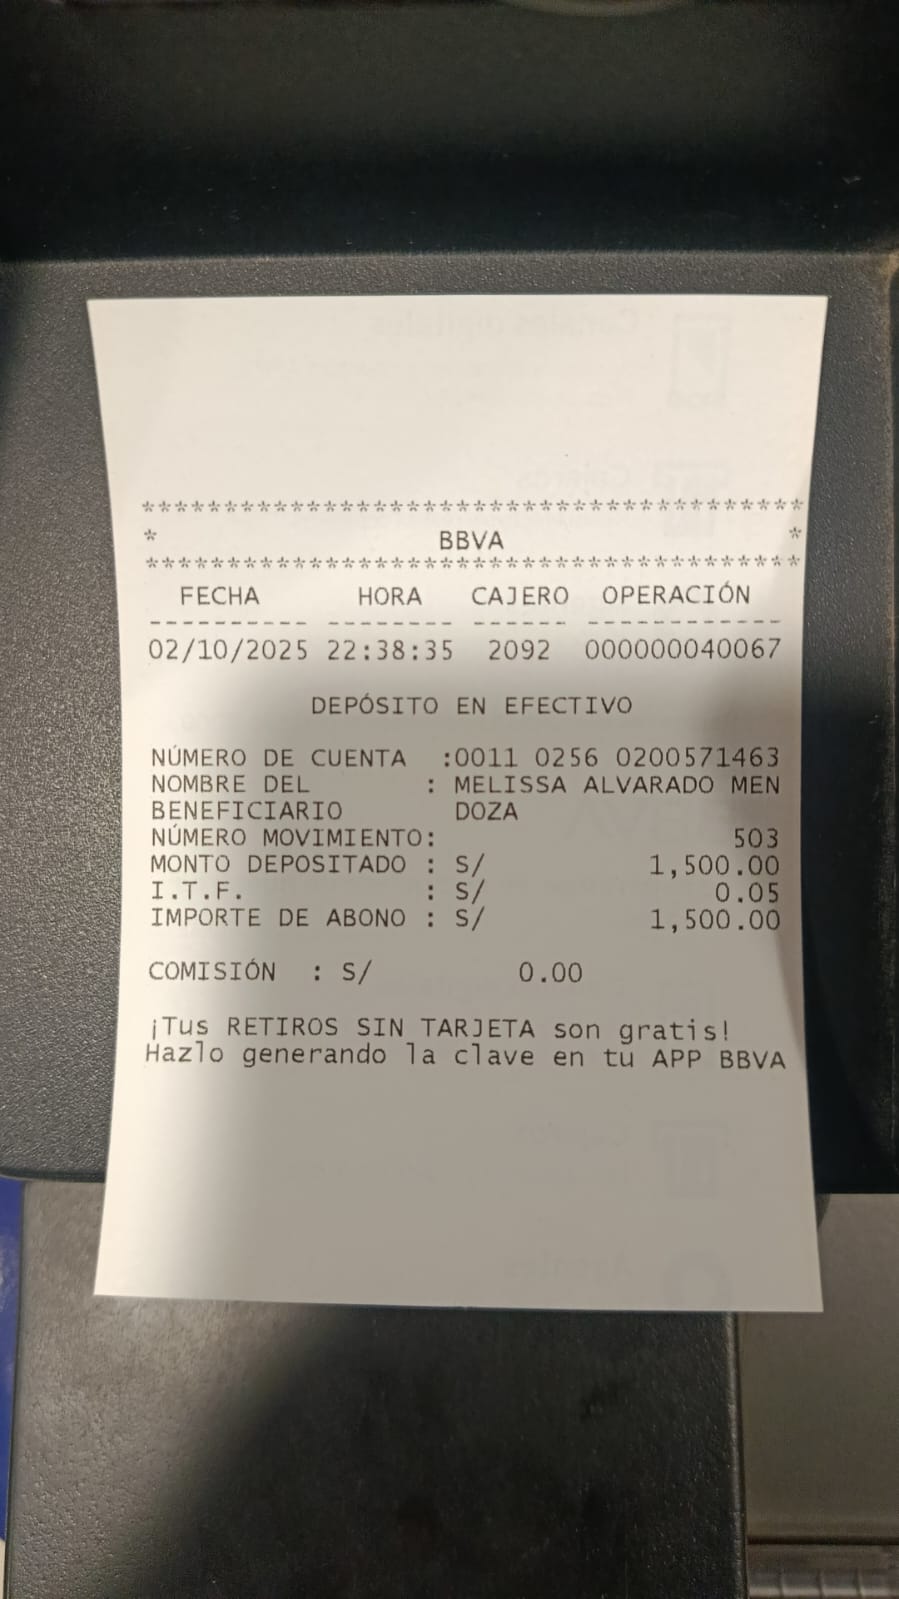 ****************************************
* BBVA *
****************************************
FECHA HORA CAJERO OPERACIÓN
---------- -------- ------ ------------
02/10/2025 22:38:35 2092 000000040067
DEPÓSITO EN EFECTIVO
NÚMERO DE CUENTA :0011 0256 0200571463
NOMBRE DEL : MELISSA ALVARADO MEN
BENEFICIARIO DOZA
NÚMERO MOVIMIENTO: 503
MONTO DEPOSITADO : S/ 1,500.00
I.T.F. : S/ 0.05
IMPORTE DE ABONO : S/ 1,500.00
COMISIÓN : S/ 0.00
¡Tus RETIROS SIN TARJETA son gratis!
Hazlo generando la clave en tu APP BBVA